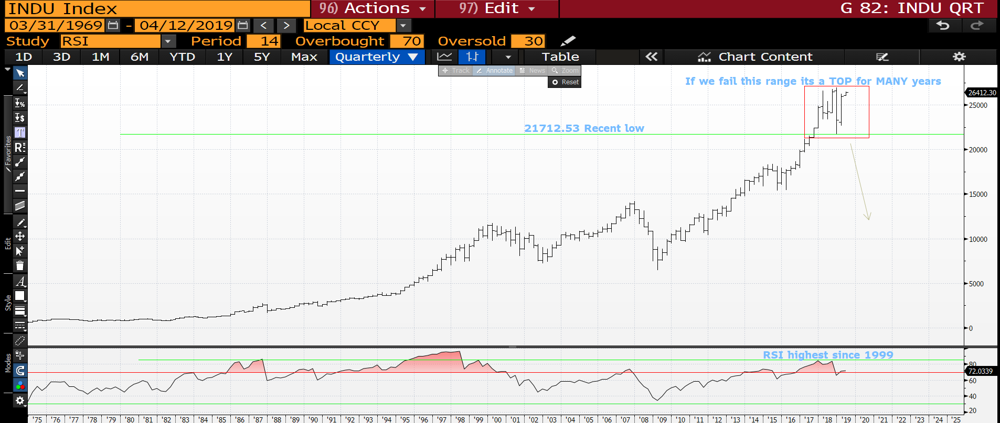 INDU Index 96) Actions 97) Edit G 82: INDU QRT
03/31/1969 - 04/12/2019 < > Local CCY
Study RSI Period 14 Overbought 70 Oversold 30
1D 3D 1M 6M YTD 1Y 5Y Max Quarterly Table Chart Content
Track Annotate News Zoom
Reset
If we fail this range its a TOP for MANY years
26412.30
25000
21712.53 Recent low
20000
15000
10000
5000
0
Favorites
Edit
Style
Modes
%
$
T
R
A
RSI highest since 1999
80
72.0339
60
40
20
'75 '76 '77 '78 '79 '80 '81 '82 '83 '84 '85 '86 '87 '88 '89 '90 '91 '92 '93 '94 '95 '96 '97 '98 '99 '00 '01 '02 '03 '04 '05 '06 '07 '08 '09 '10 '11 '12 '13 '14 '15 '16 '17 '18 '19 '20 '21 '22 '23 '24 '25